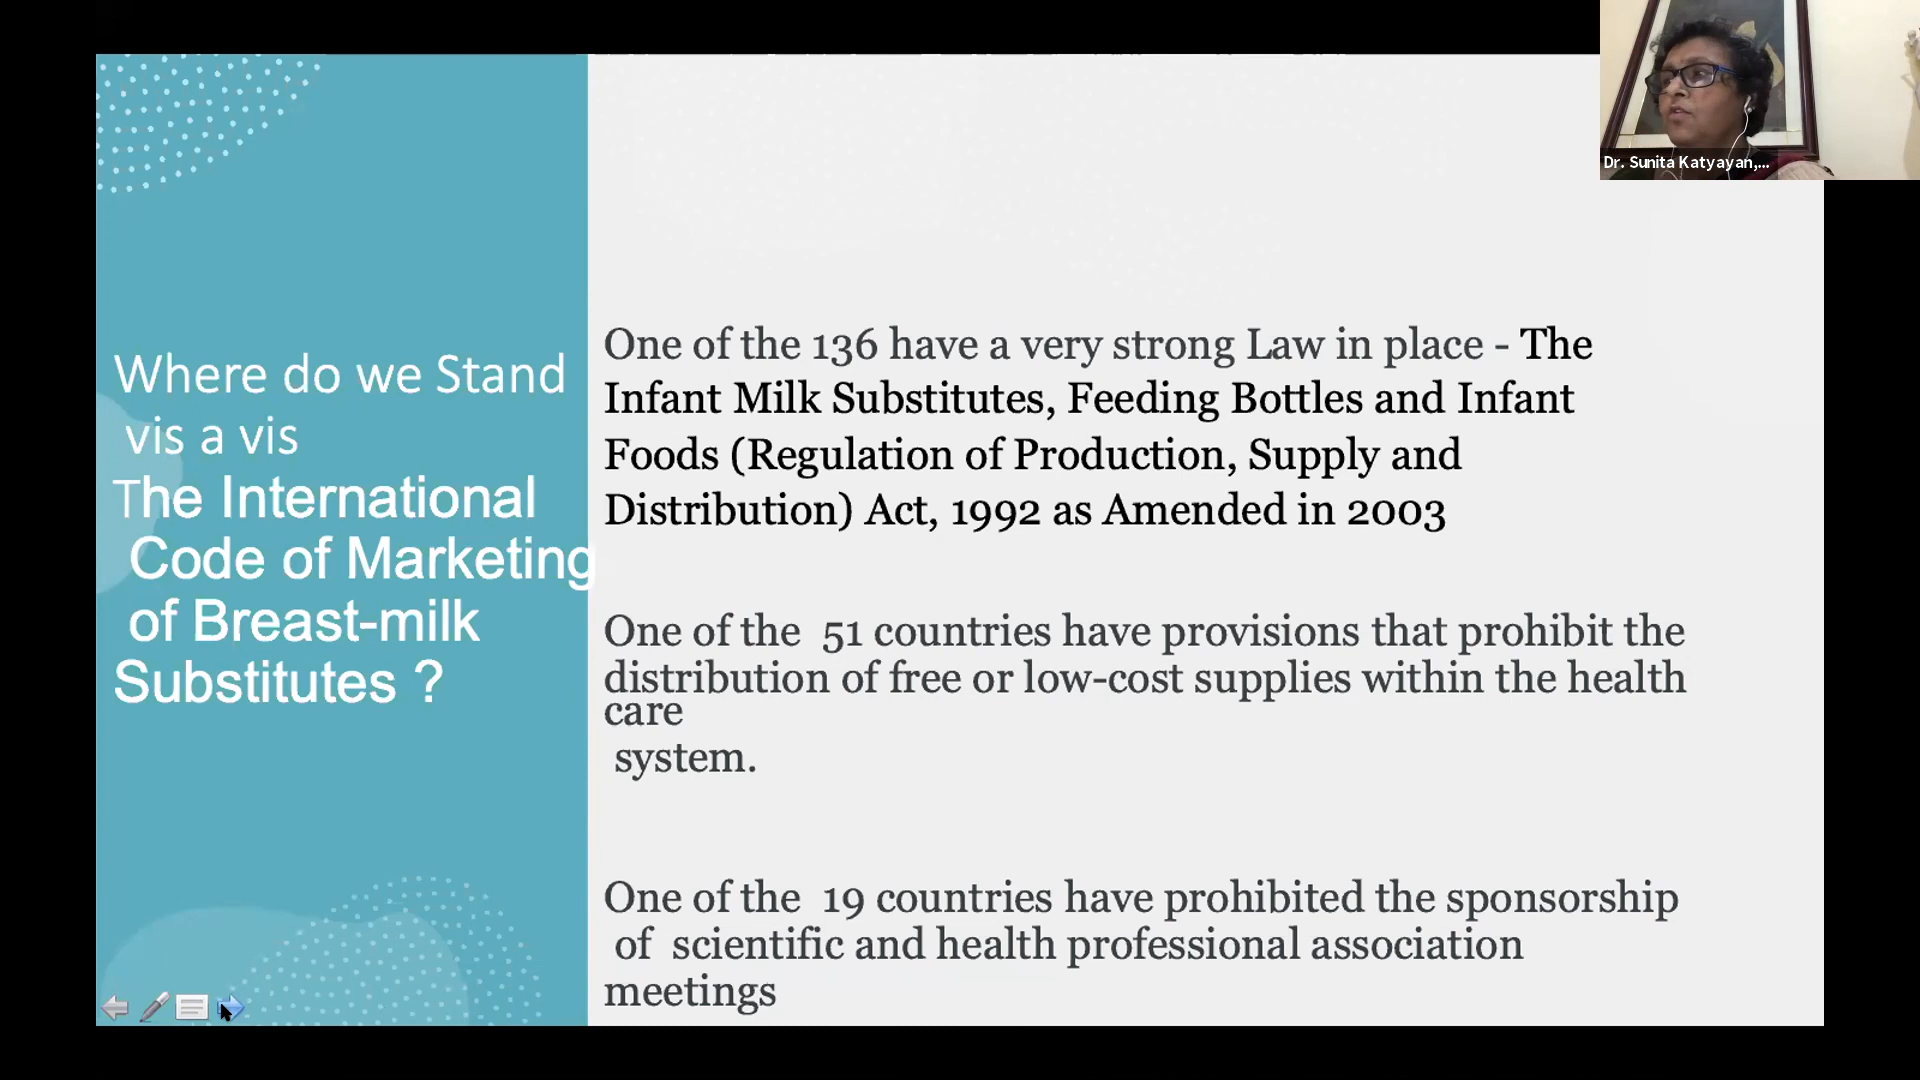 Where do we Stand
vis a vis
The International
Code of Marketing
of Breast-milk
Substitutes ?
One of the 136 have a very strong Law in place - The
Infant Milk Substitutes, Feeding Bottles and Infant
Foods (Regulation of Production, Supply and
Distribution) Act, 1992 as Amended in 2003
One of the 51 countries have provisions that prohibit the
distribution of free or low-cost supplies within the health
care
system.
One of the 19 countries have prohibited the sponsorship
of scientific and health professional association
meetings
Dr. Sunita Katyayan,...